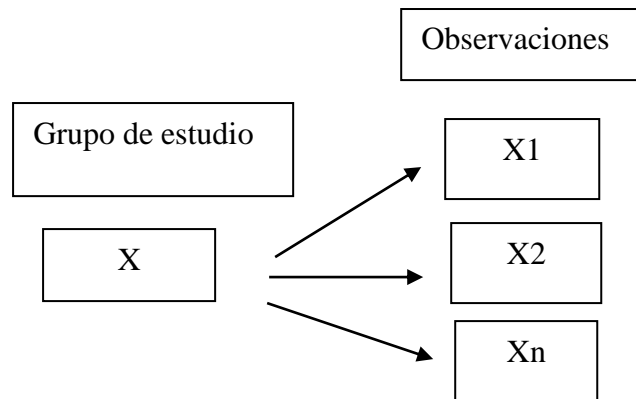 Observaciones
Grupo de estudio
X1
X
X2
Xn